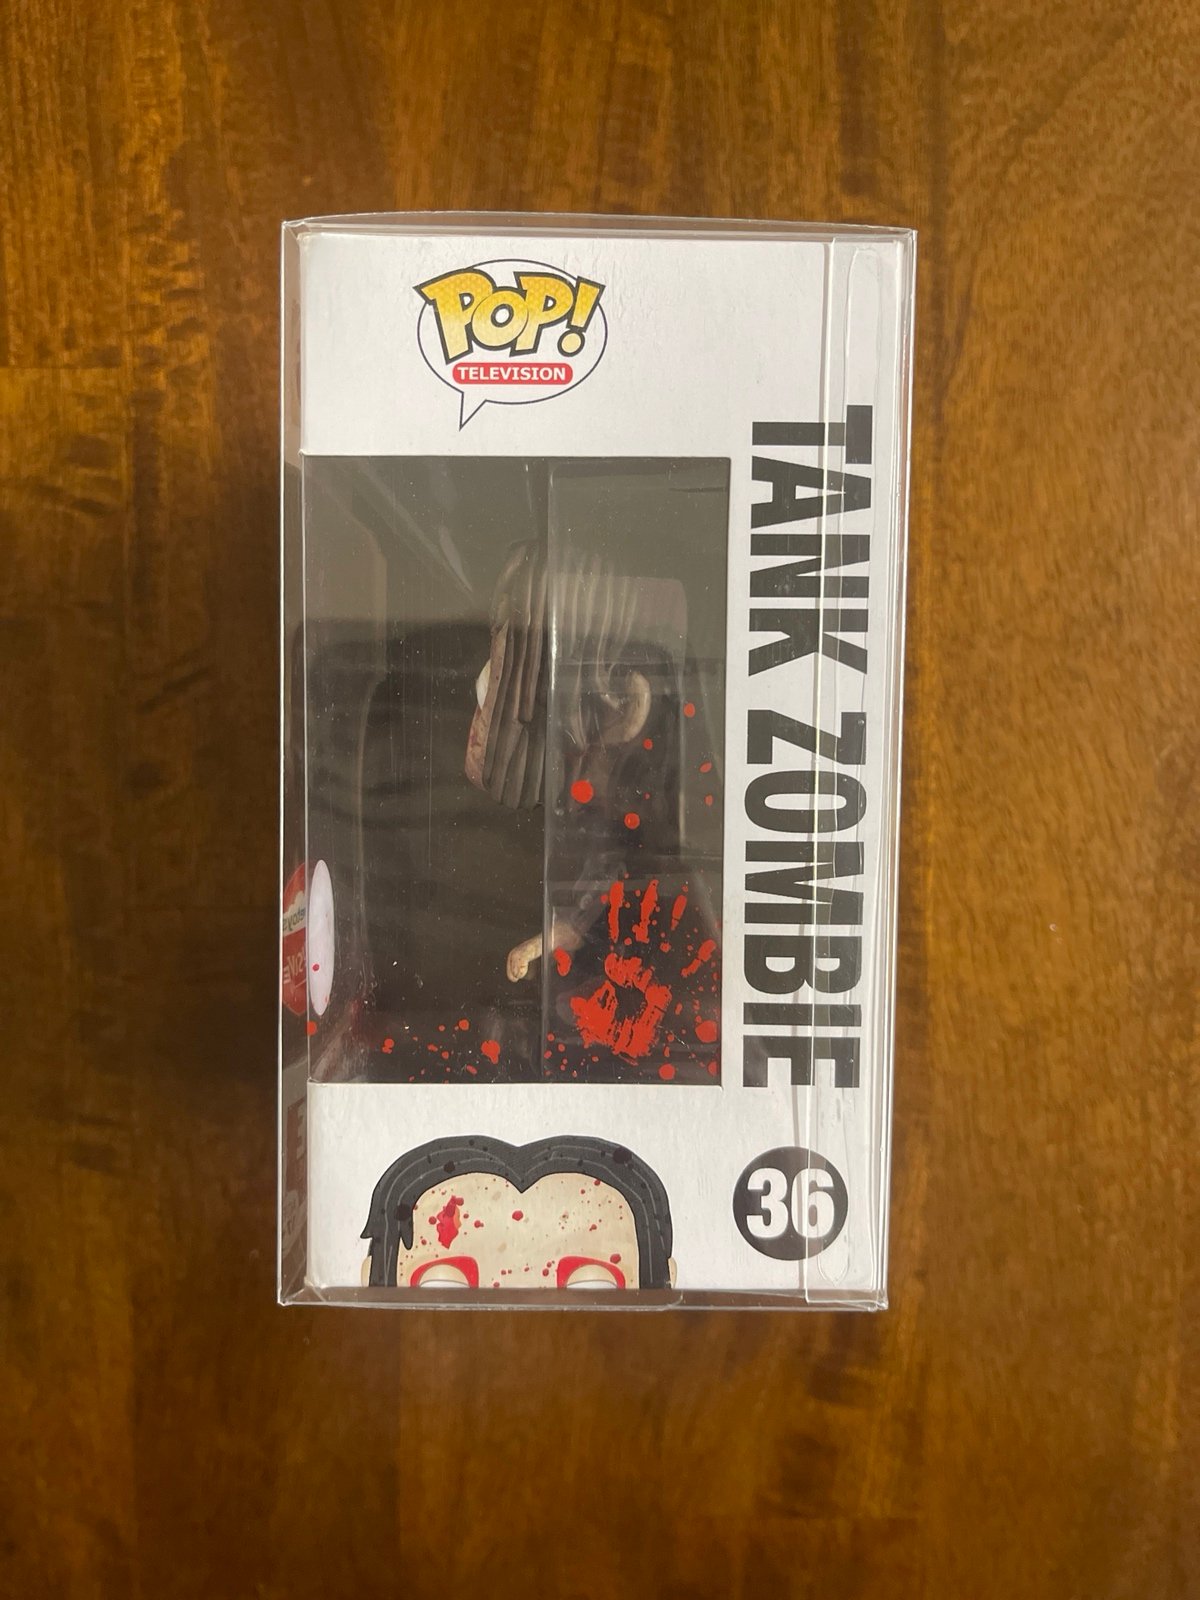 POP!
TELEVISION
TANK ZOMBIE
36